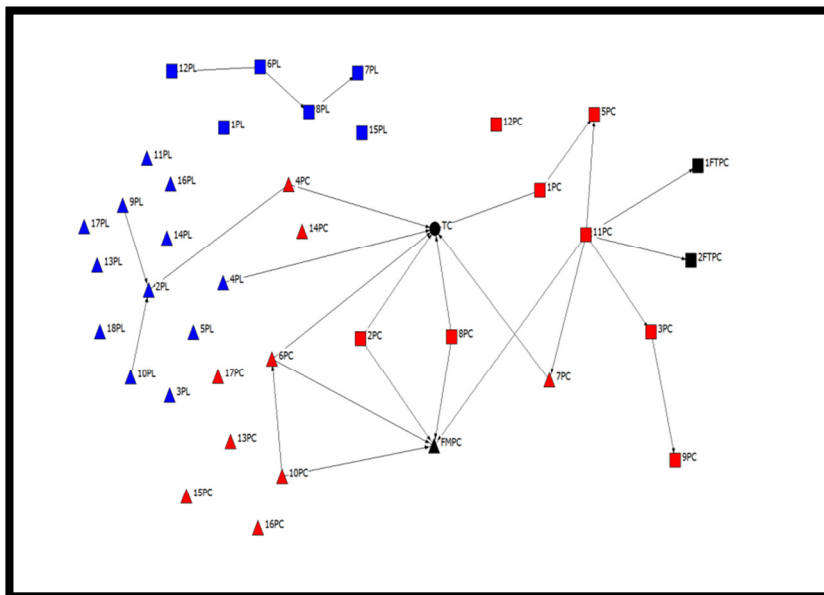 6PL
12PL
7PL
8PL
5PC
1PL
15PL
12PC
11PL
1FTPC
16PL
4PC
1PC
9PL
17PL
14PC
TC
14PL
11PC
2FTPC
13PL
4PL
2PL
18PL
5PL
2PC
8PC
3PC
6PC
10PL
17PC
7PC
3PL
13PC
FMPC
9PC
10PC
15PC
16PC